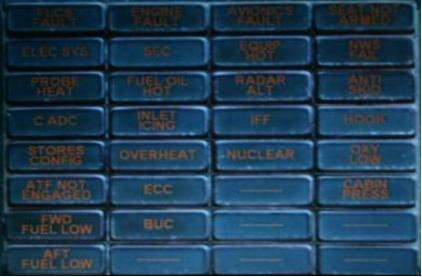 FLCS FAULT
ENGINE FAULT
AVIONICS FAULT
SEAT NOT ARMED
ELEC SYS
SEC
EQUIP HOT
NWS FAIL
PROBE HEAT
FUEL OIL HOT
RADAR ALT
ANTI SKID
C ADC
INLET ICING
IFF
HOOK
STORES CONFIG
OVERHEAT
NUCLEAR
OXY LOW
ATF NOT ENGAGED
ECC
CABIN PRESS
FWD FUEL LOW
BUC
AFT FUEL LOW